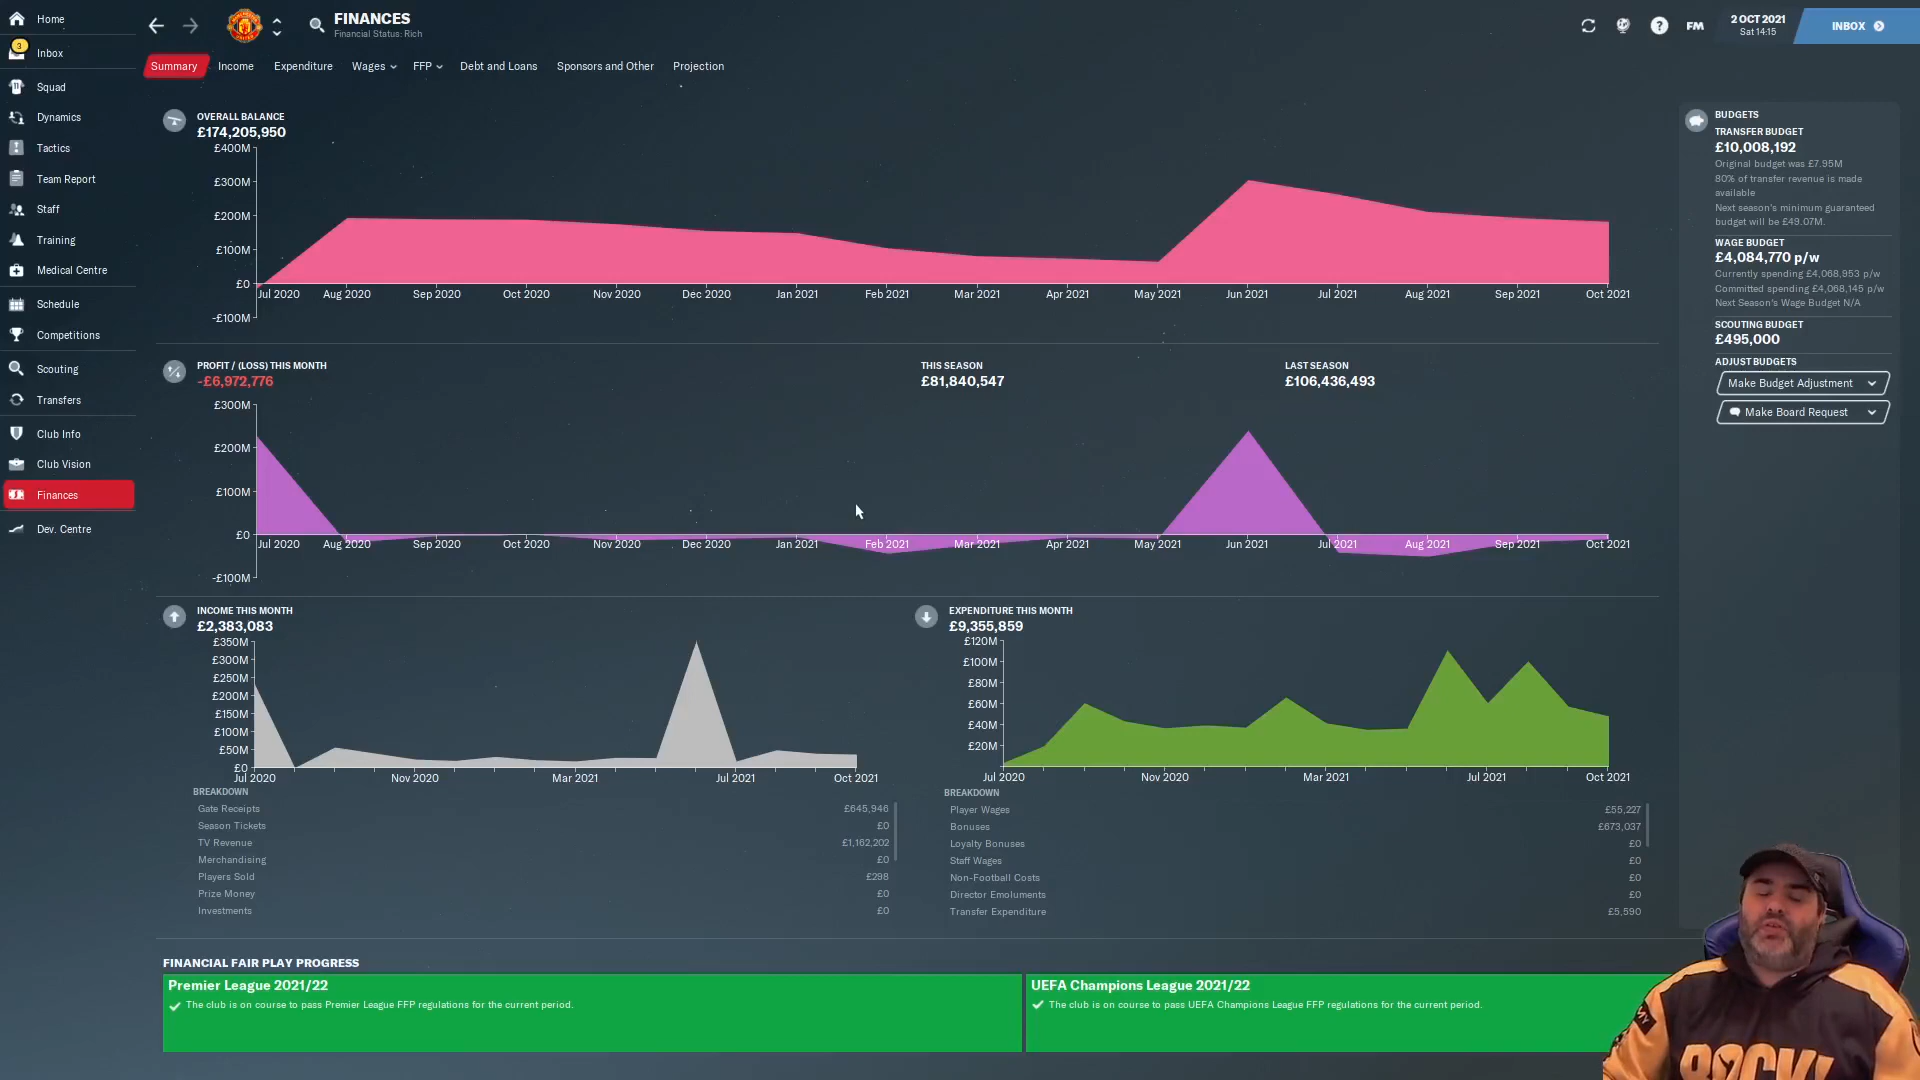 Home
3
Inbox
Squad
Dynamics
Tactics
Team Report
Staff
Training
Medical Centre
Schedule
Competitions
Scouting
Transfers
Club Info
Club Vision
Finances
Dev. Centre
FINANCES
Financial Status: Rich
FM
2 OCT 2021
Sat 14:15
INBOX
Summary Income Expenditure Wages FFP Debt and Loans Sponsors and Other Projection
OVERALL BALANCE
£174,205,950
£400M
£300M
£200M
£100M
£0
-£100M
Jul 2020 Aug 2020 Sep 2020 Oct 2020 Nov 2020 Dec 2020 Jan 2021 Feb 2021 Mar 2021 Apr 2021 May 2021 Jun 2021 Jul 2021 Aug 2021 Sep 2021 Oct 2021
PROFIT / (LOSS) THIS MONTH
-£6,972,776
THIS SEASON
£81,840,547
LAST SEASON
£106,436,493
£300M
£200M
£100M
£0
-£100M
Jul 2020 Aug 2020 Sep 2020 Oct 2020 Nov 2020 Dec 2020 Jan 2021 Feb 2021 Mar 2021 Apr 2021 May 2021 Jun 2021 Jul 2021 Aug 2021 Sep 2021 Oct 2021
INCOME THIS MONTH
£2,383,083
£350M
£300M
£250M
£200M
£150M
£100M
£50M
£0
Jul 2020 Nov 2020 Mar 2021 Jul 2021 Oct 2021
BREAKDOWN
Gate Receipts £645,946
Season Tickets £0
TV Revenue £1,162,202
Merchandising £0
Players Sold £298
Prize Money £0
Investments £0
EXPENDITURE THIS MONTH
£9,355,859
£120M
£100M
£80M
£60M
£40M
£20M
Jul 2020 Nov 2020 Mar 2021 Jul 2021 Oct 2021
BREAKDOWN
Player Wages £55,227
Bonuses £673,037
Loyalty Bonuses £0
Staff Wages £0
Non-Football Costs £0
Director Emoluments £0
Transfer Expenditure £5,590
FINANCIAL FAIR PLAY PROGRESS
Premier League 2021/22
The club is on course to pass Premier League FFP regulations for the current period.
UEFA Champions League 2021/22
The club is on course to pass UEFA Champions League FFP regulations for the current period.
BUDGETS
TRANSFER BUDGET
£10,008,192
Original budget was £7.95M
80% of transfer revenue is made
available
Next season's minimum guaranteed
budget will be £49.07M.
WAGE BUDGET
£4,084,770 p/w
Currently spending £4,068,953 p/w
Committed spending £4,068,145 p/w
Next Season's Wage Budget N/A
SCOUTING BUDGET
£495,000
ADJUST BUDGETS
Make Budget Adjustment
Make Board Request